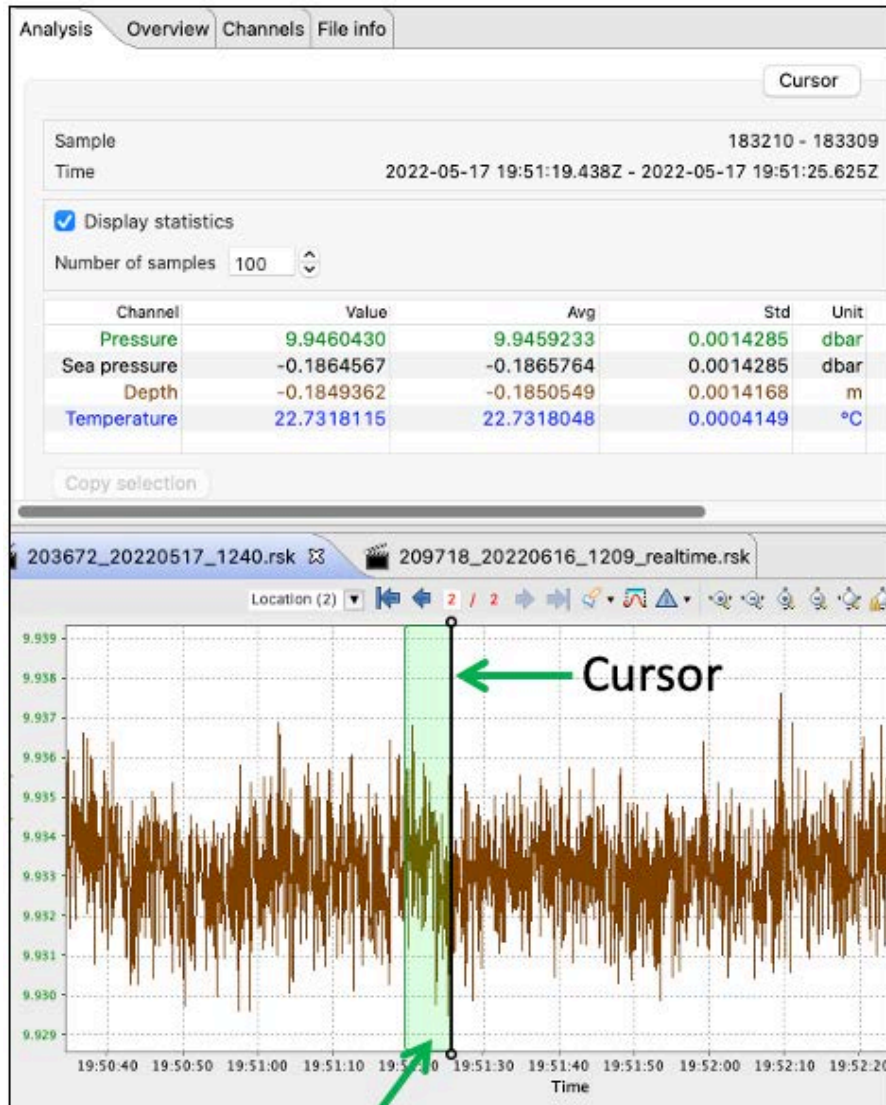 Analysis Overview Channels File info
Cursor
Sample 183210 - 183309
Time 2022-05-17 19:51:19.438Z - 2022-05-17 19:51:25.625Z
Display statistics
Number of samples 100
Channel Value Avg Std Unit
Pressure 9.9460430 9.9459233 0.0014285 dbar
Sea pressure -0.1864567 -0.1865764 0.0014285 dbar
Depth -0.1849362 -0.1850549 0.0014168 m
Temperature 22.7318115 22.7318048 0.0004149 °C
Copy selection
203672_20220517_1240.rsk 209718_20220616_1209_realtime.rsk
Location (2) 2 / 2
Cursor
9.939
9.938
9.937
9.936
9.935
9.934
9.933
9.932
9.931
9.930
9.929
19:50:40 19:50:50 19:51:00 19:51:10 19:51:30 19:51:40 19:51:50 19:52:00 19:52:10 19:52:20
Time